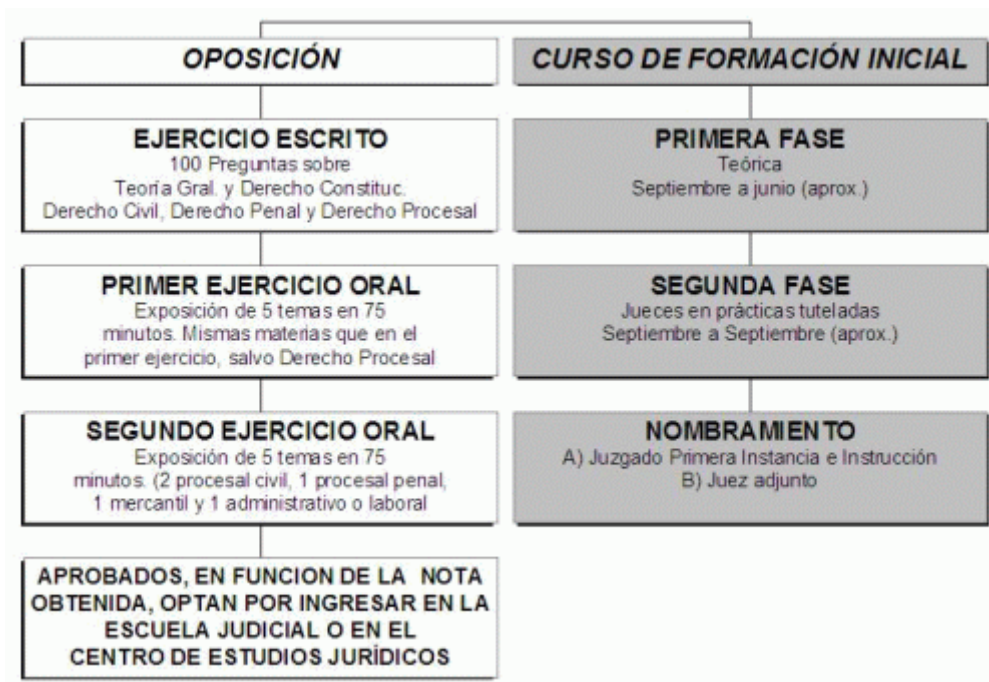 OPOSICIÓN
EJERCICIO ESCRITO
100 Preguntas sobre
Teoría Gral. y Derecho Constituc.
Derecho Civil, Derecho Penal y Derecho Procesal
PRIMER EJERCICIO ORAL
Exposición de 5 temas en 75
minutos. Mismas materias que en el
primer ejercicio, salvo Derecho Procesal
SEGUNDO EJERCICIO ORAL
Exposición de 5 temas en 75
minutos. (2 procesal civil, 1 procesal penal,
1 mercantil y 1 administrativo o laboral
APROBADOS, EN FUNCION DE LA NOTA
OBTENIDA, OPTAN POR INGRESAR EN LA
ESCUELA JUDICIAL O EN EL
CENTRO DE ESTUDIOS JURÍDICOS
CURSO DE FORMACIÓN INICIAL
PRIMERA FASE
Teórica
Septiembre a junio (aprox.)
SEGUNDA FASE
Jueces en prácticas tuteladas
Septiembre a Septiembre (aprox.)
NOMBRAMIENTO
A) Juzgado Primera Instancia e Instrucción
B) Juez adjunto